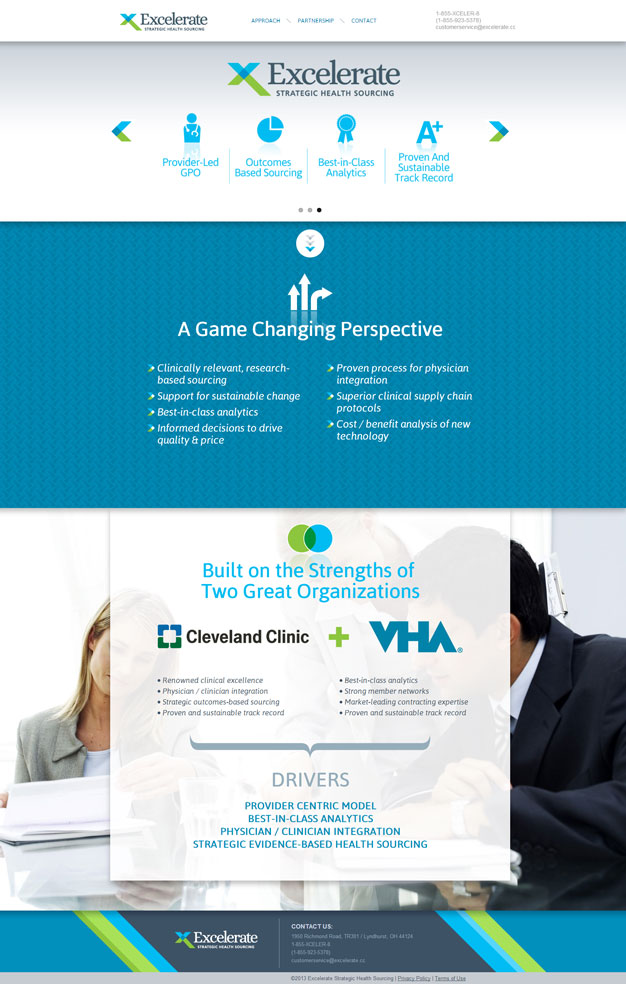 Excelerate
STRATEGIC HEALTH SOURCING
APPROACH
PARTNERSHIP
CONTACT
1-855-XCELER-8
(1-855-923-5378)
customerservice@excelerate.cc
Excelerate
STRATEGIC HEALTH SOURCING
Provider-Led
GPO
Outcomes
Based Sourcing
Best-in-Class
Analytics
A+
Proven And
Sustainable
Track Record
A Game Changing Perspective
Clinically relevant, research-
based sourcing
Support for sustainable change
Best-in-class analytics
Informed decisions to drive
quality & price
Proven process for physician
integration
Superior clinical supply chain
protocols
Cost / benefit analysis of new
technology
Built on the Strengths of
Two Great Organizations
Cleveland Clinic + VHA®
• Renowned clinical excellence
• Physician / clinician integration
• Strategic outcomes-based sourcing
• Proven and sustainable track record
• Best-in-class analytics
• Strong member networks
• Market-leading contracting expertise
• Proven and sustainable track record
DRIVERS
PROVIDER CENTRIC MODEL
BEST-IN-CLASS ANALYTICS
PHYSICIAN / CLINICIAN INTEGRATION
STRATEGIC EVIDENCE-BASED HEALTH SOURCING
Excelerate
STRATEGIC HEALTH SOURCING
CONTACT US:
1950 Richmond Road, TR301 / Lyndhurst, OH 44124
1-855-XCELER-8
(1-855-923-5378)
customerservice@excelerate.cc
©2013 Excelerate Strategic Health Sourcing | Privacy Policy | Terms of Use